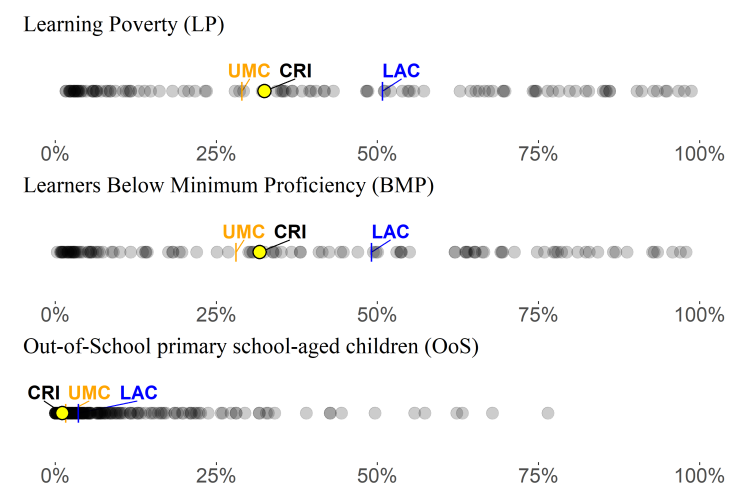 Learning Poverty (LP)
UMC CRI LAC
0% 25% 50% 75% 100%
Learners Below Minimum Proficiency (BMP)
UMC CRI LAC
0% 25% 50% 75% 100%
Out-of-School primary school-aged children (OoS)
CRI UMC LAC
0% 25% 50% 75% 100%